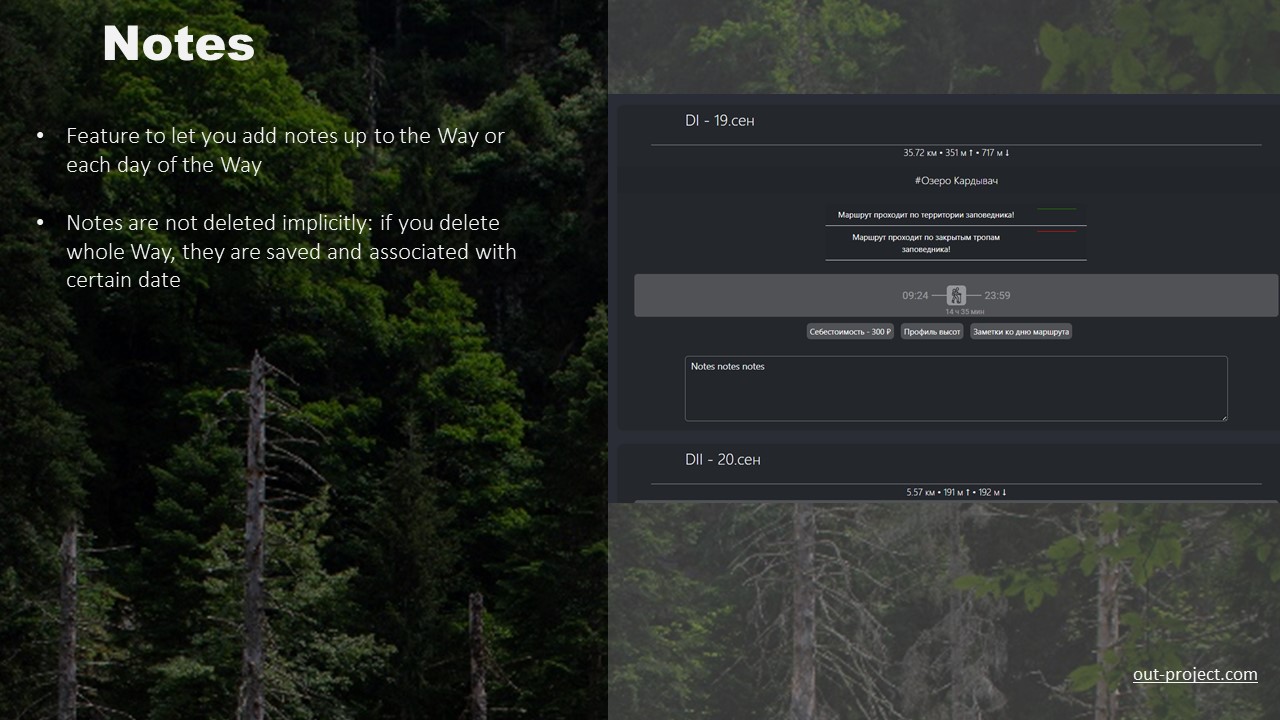 Notes
• Feature to let you add notes up to the Way or
each day of the Way
• Notes are not deleted implicitly: if you delete
whole Way, they are saved and associated with
certain date
DI - 19.сен
35.72 км • 351 м ↑ • 717 м ↓
#Озеро Кардывач
Маршрут проходит по территории заповедника!
Маршрут проходит по закрытым тропам
заповедника!
09:24 23:59
14 ч 35 мин
Себестоимость - 300 ₽ Профиль высот Заметки ко дню маршрута
Notes notes notes
DII - 20.сен
5.57 км • 191 м ↑ • 192 м ↓
out-project.com